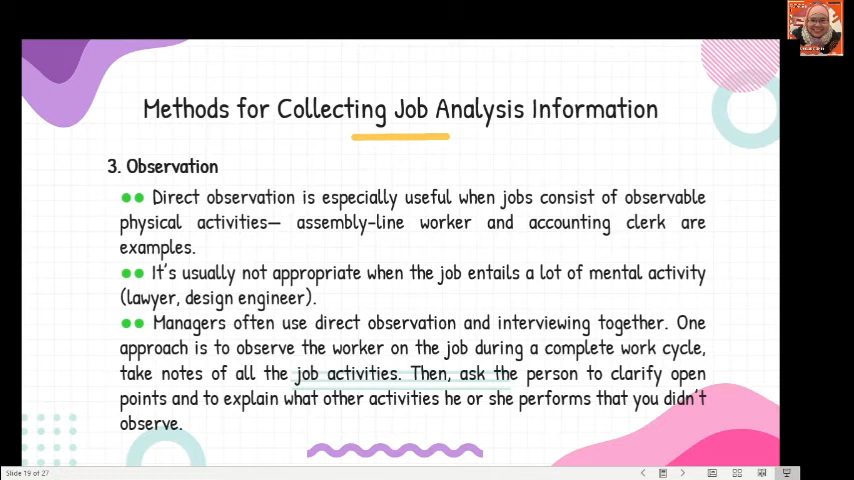 Methods for Collecting Job Analysis Information
3. Observation
Direct observation is especially useful when jobs consist of observable
physical activities— assembly-line worker and accounting clerk are
examples.
It's usually not appropriate when the job entails a lot of mental activity
(lawyer, design engineer).
Managers often use direct observation and interviewing together. One
approach is to observe the worker on the job during a complete work cycle,
take notes of all the job activities. Then, ask the person to clarify open
points and to explain what other activities he or she performs that you didn't
observe.
Slide 19 of 27